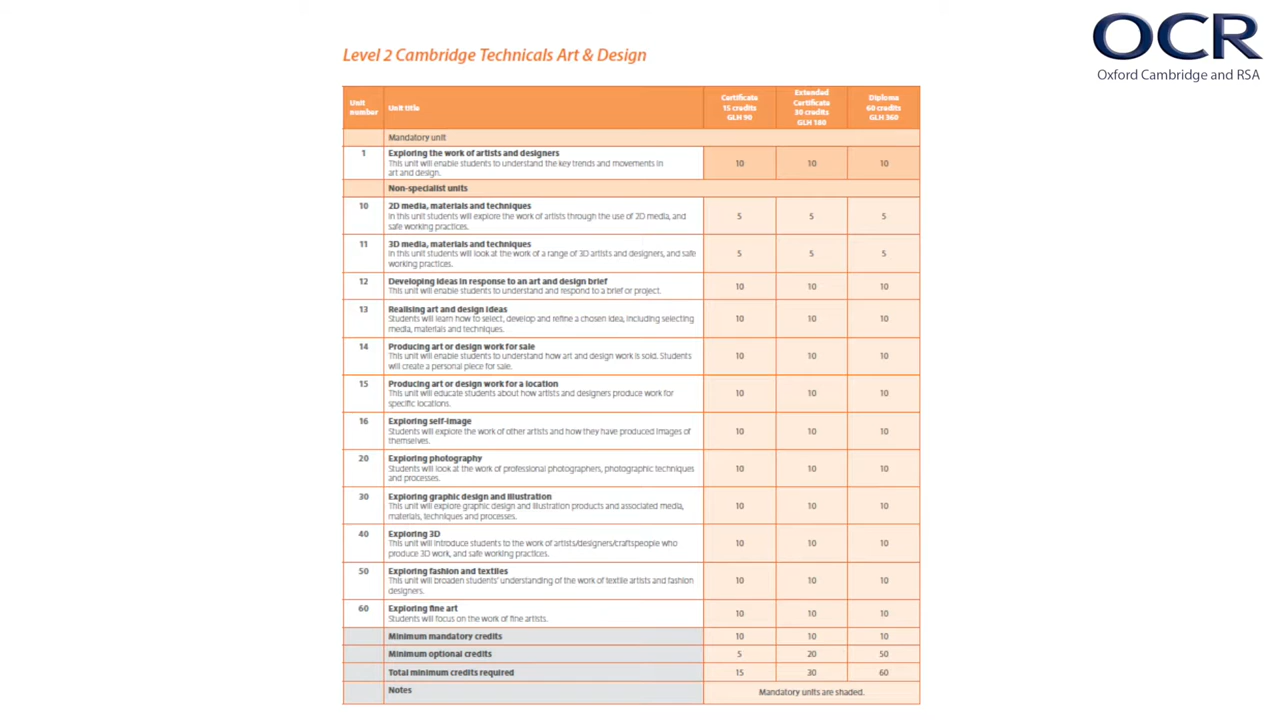 OCR
Oxford Cambridge and RSA
Level 2 Cambridge Technicals Art & Design
Unit number Unit title Certificate 15 credits GLH 90 Extended Certificate 30 credits GLH 180 Diploma 60 credits GLH 360
Mandatory unit
1 Exploring the work of artists and designers
This unit will enable students to understand the key trends and movements in
art and design.
10 10 10
Non-specialist units
10 2D media, materials and techniques
In this unit students will explore the work of artists through the use of 2D media, and
safe working practices.
5 5 5
11 3D media, materials and techniques
In this unit students will look at the work of a range of 3D artists and designers, and safe
working practices.
5 5 5
12 Developing ideas in response to an art and design brief
This unit will enable students to understand and respond to a brief or project.
10 10 10
13 Realising art and design ideas
Students will learn how to select, develop and refine a chosen idea, including selecting
media, materials and techniques.
10 10 10
14 Producing art or design work for sale
This unit will enable students to understand how art and design work is sold. Students
will create a personal piece for sale.
10 10 10
15 Producing art or design work for a location
This unit will educate students about how artists and designers produce work for
specific locations.
10 10 10
16 Exploring self-image
Students will explore the work of other artists and how they have produced images of
themselves.
10 10 10
20 Exploring photography
Students will look at the work of professional photographers, photographic techniques
and processes.
10 10 10
30 Exploring graphic design and illustration
This unit will explore graphic design and illustration products and associated media,
materials, techniques and processes.
10 10 10
40 Exploring 3D
This unit will introduce students to the work of artists/designers/craftspeople who
produce 3D work, and safe working practices.
10 10 10
50 Exploring fashion and textiles
This unit will broaden students' understanding of the work of textile artists and fashion
designers.
10 10 10
60 Exploring fine art
Students will focus on the work of fine artists.
10 10 10
Minimum mandatory credits 10 10 10
Minimum optional credits 5 20 50
Total minimum credits required 15 30 60
Notes Mandatory units are shaded.